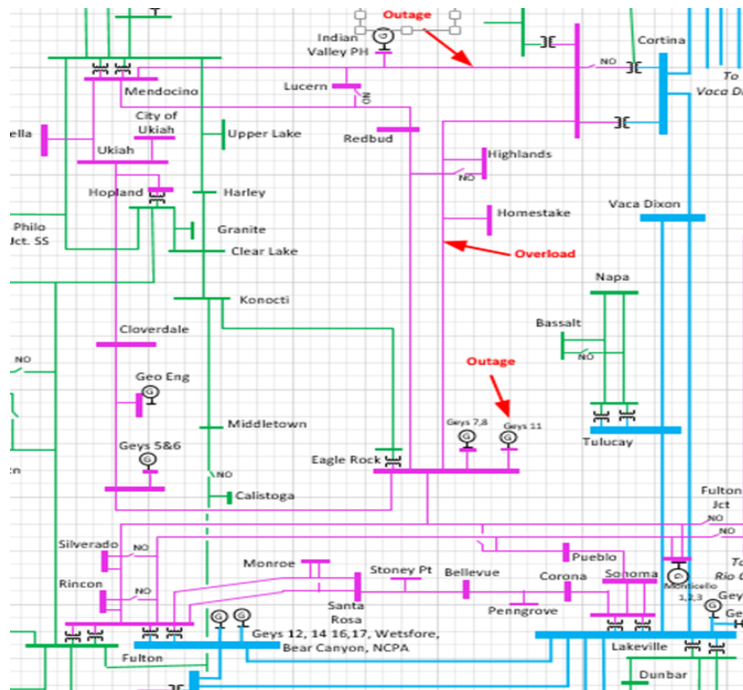 Outage
Indian
Valley PH
G
NO
Cortina
To
Lucern
NO
Mendocino
City of
Ukiah
Upper Lake
Redbud
ella
Ukiah
Highlands
NO
Hopland
Harley
Vaca Dixon
Homestake
Philo
Jct. SS
Granite
Clear Lake
Overload
Napa
Konocti
Bassalt
NO
Cloverdale
NO
Outage
Geo Eng
G
Middletown
Geys 7,8
Geys 11
G
G
Geys 5&6
G
Tulucay
Eagle Rock
NO
Calistoga
Fulton
Jct
NO
NO
Silverado
NO
Pueblo
Monroe
Stoney Pt
Bellevue
Corona
Sonoma
To
Rio
G
Monticello
1,2,3
Rincon
NO
Santa
Rosa
Penngrove
Geys
G
Ge
G
G
Geys 12, 14 16,17, Wetsfore,
Bear Canyon, NCPA
Fulton
Lakeville
Dunbar